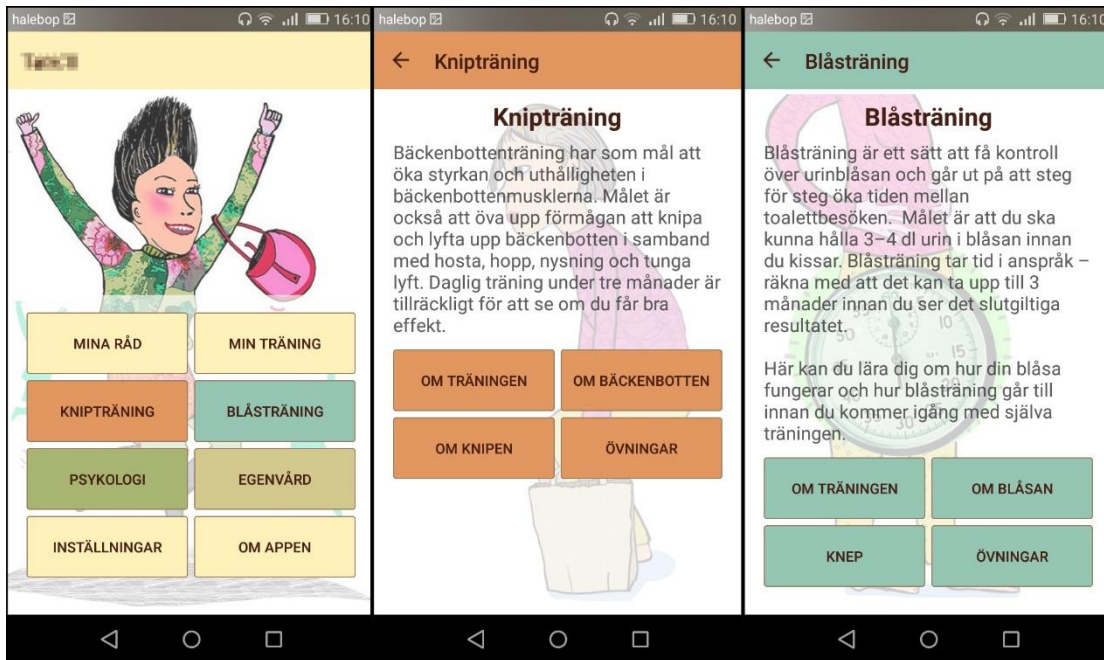 halebop 16:10
MINA RÅD
MIN TRÄNING
KNIPTRÄNING
BLÅSTRÄNING
PSYKOLOGI
EGENVÅRD
INSTÄLLNINGAR
OM APPEN
halebop 16:10
Knipträning
Knipträning
Bäckenbottenträning har som mål att
öka styrkan och uthålligheten i
bäckenbottenmusklerna. Målet är
också att öva upp förmågan att knipa
och lyfta upp bäckenbotten i samband
med hosta, hopp, nysning och tunga
lyft. Daglig träning under tre månader är
tillräckligt för att se om du får bra
effekt.
OM TRÄNINGEN
OM BÄCKENBOTTEN
OM KNIPEN
ÖVNINGAR
halebop 16:10
Blåsträning
Blåsträning
Blåsträning är ett sätt att få kontroll
över urinblåsan och går ut på att steg
för steg öka tiden mellan
toalettbesöken. Målet är att du ska
kunna hålla 3–4 dl urin i blåsan innan
du kissar. Blåsträning tar tid i anspråk –
räkna med att det kan ta upp till 3
månader innan du ser det slutgiltiga
resultatet.
Här kan du lära dig om hur din blåsa
fungerar och hur blåsträning går till
innan du kommer igång med själva
träningen.
OM TRÄNINGEN
OM BLÅSAN
KNEP
ÖVNINGAR